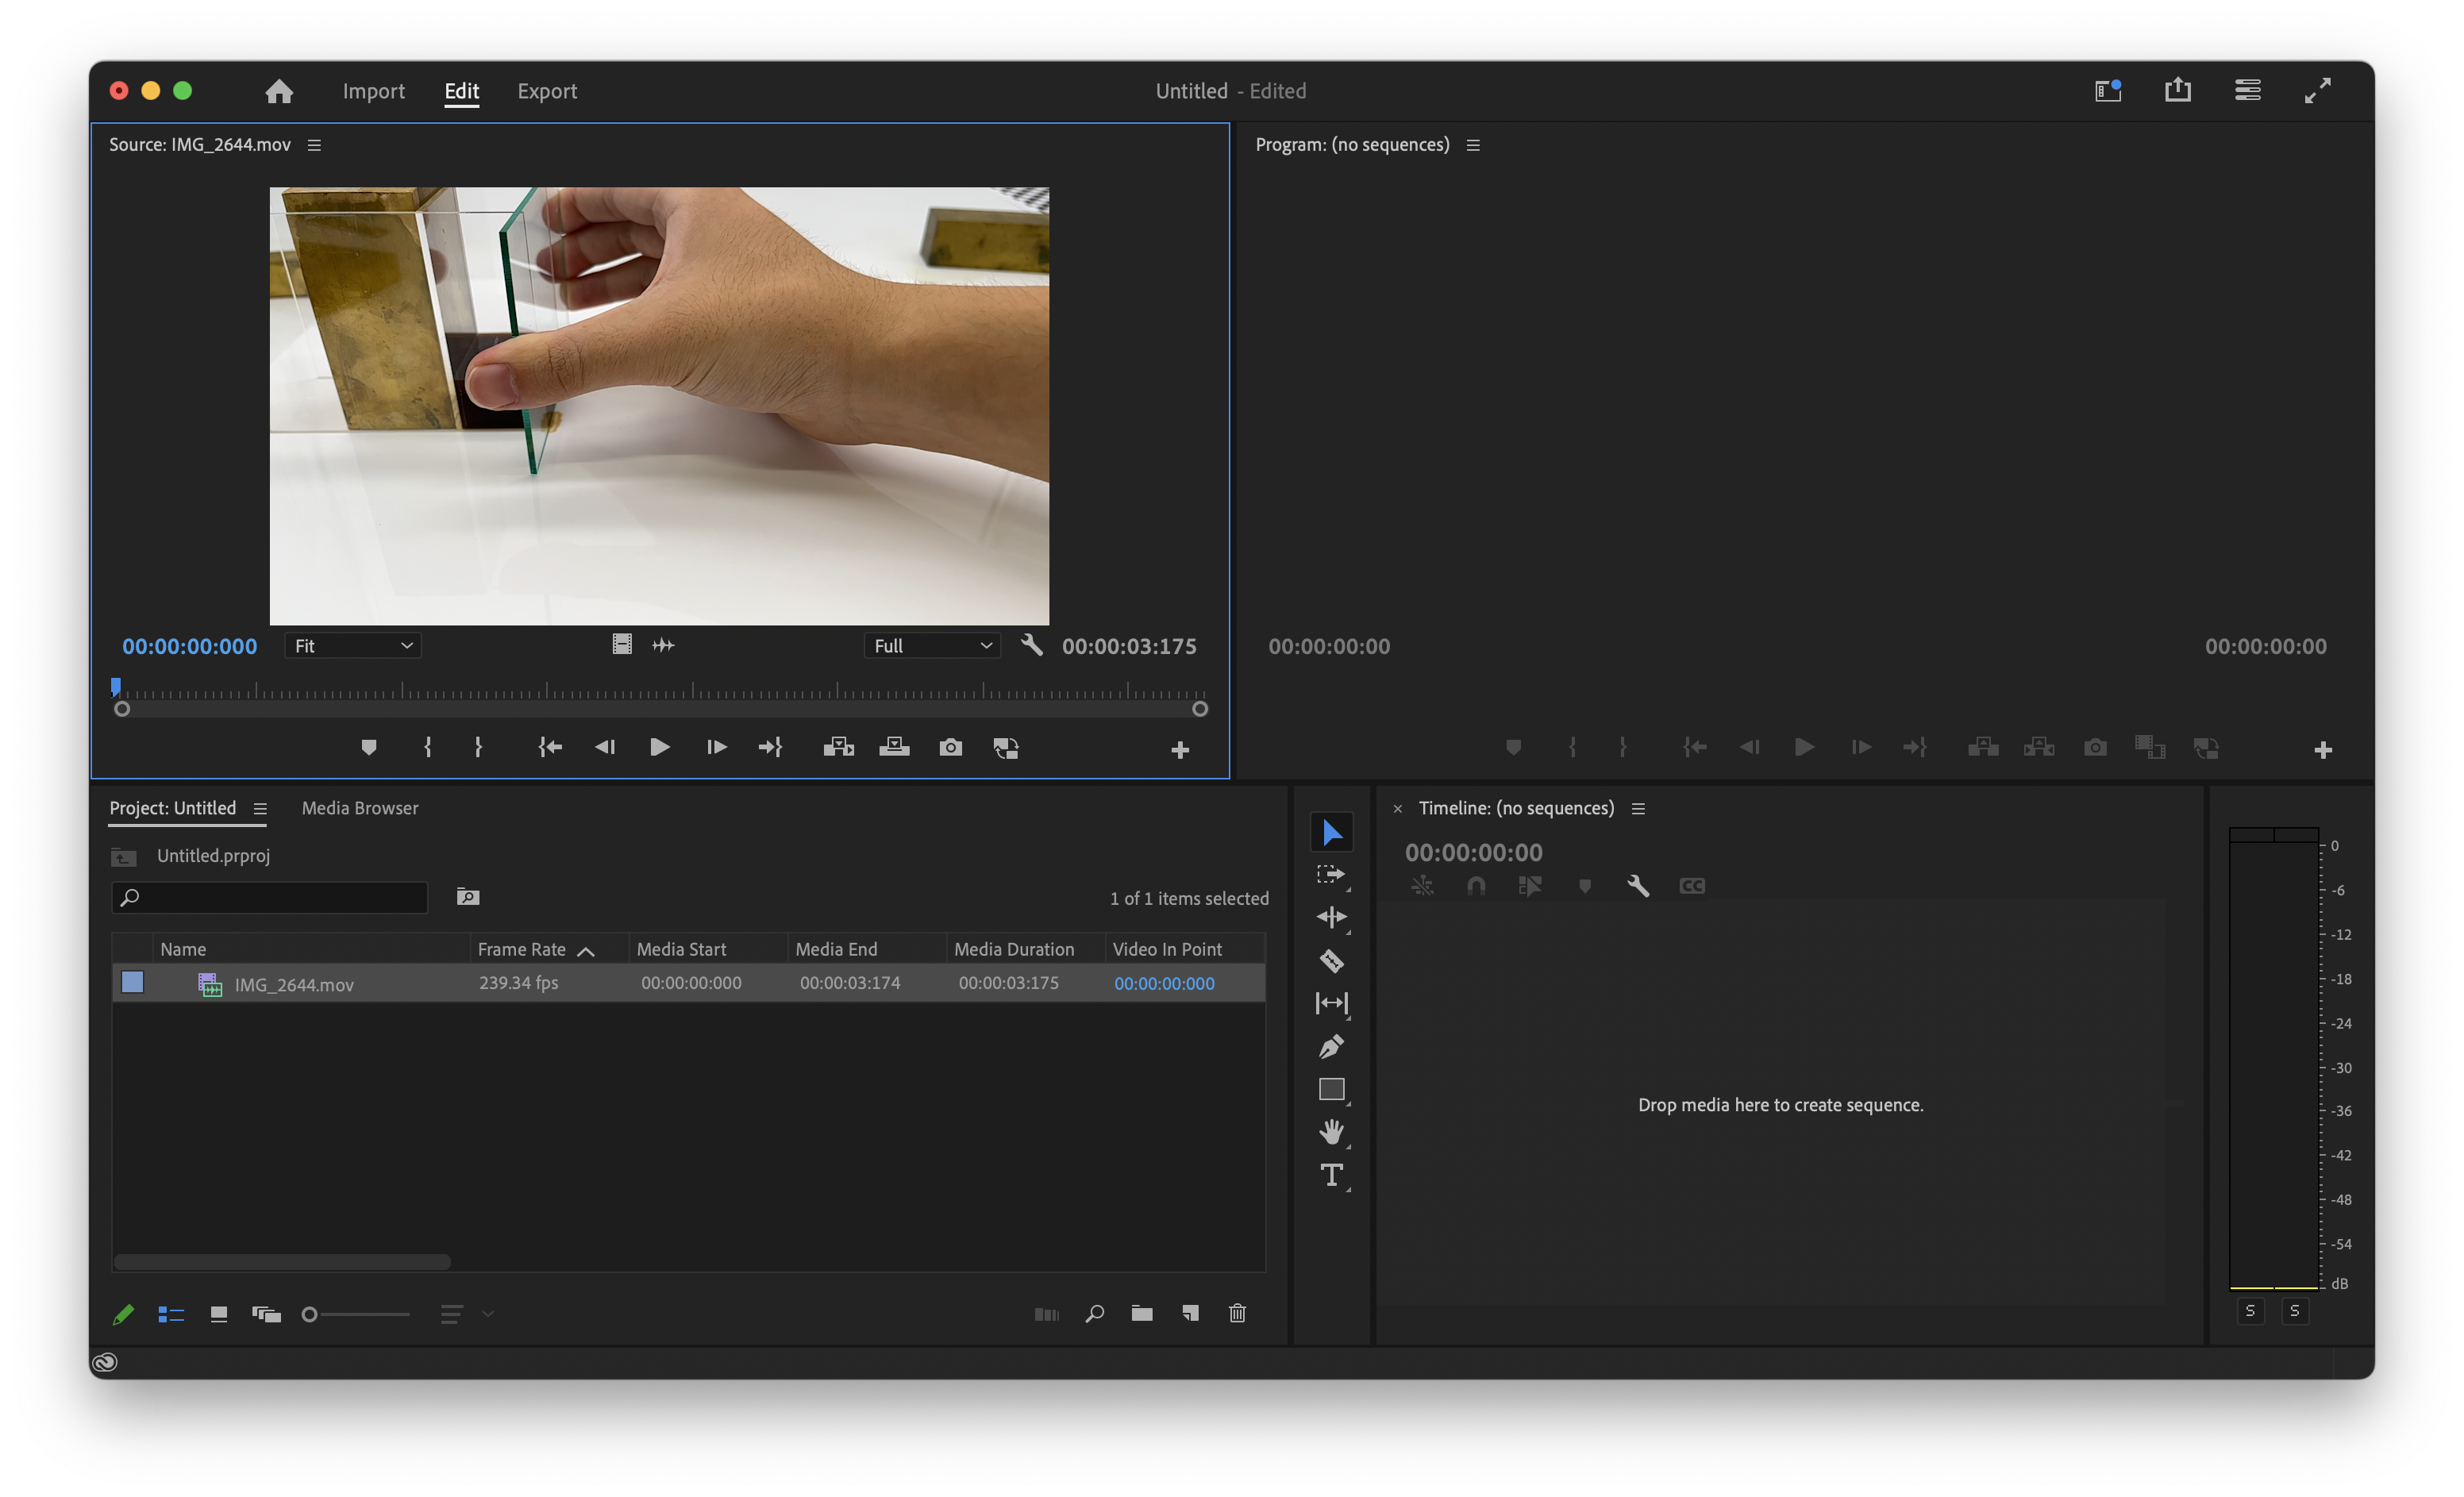 Import Edit Export Untitled - Edited
Source: IMG_2644.mov
Program: (no sequences)
00:00:00:000 Fit Full 00:00:03:175
00:00:00:00 00:00:00:00
Project: Untitled Media Browser
Untitled.prproj
1 of 1 items selected
Name Frame Rate Media Start Media End Media Duration Video In Point
IMG_2644.mov 239.34 fps 00:00:00:000 00:00:03:174 00:00:03:175 00:00:00:000
T
× Timeline: (no sequences)
00:00:00:00
CC
Drop media here to create sequence.
0
-6
-12
-18
-24
-30
-36
-42
-48
-54
dB
S S